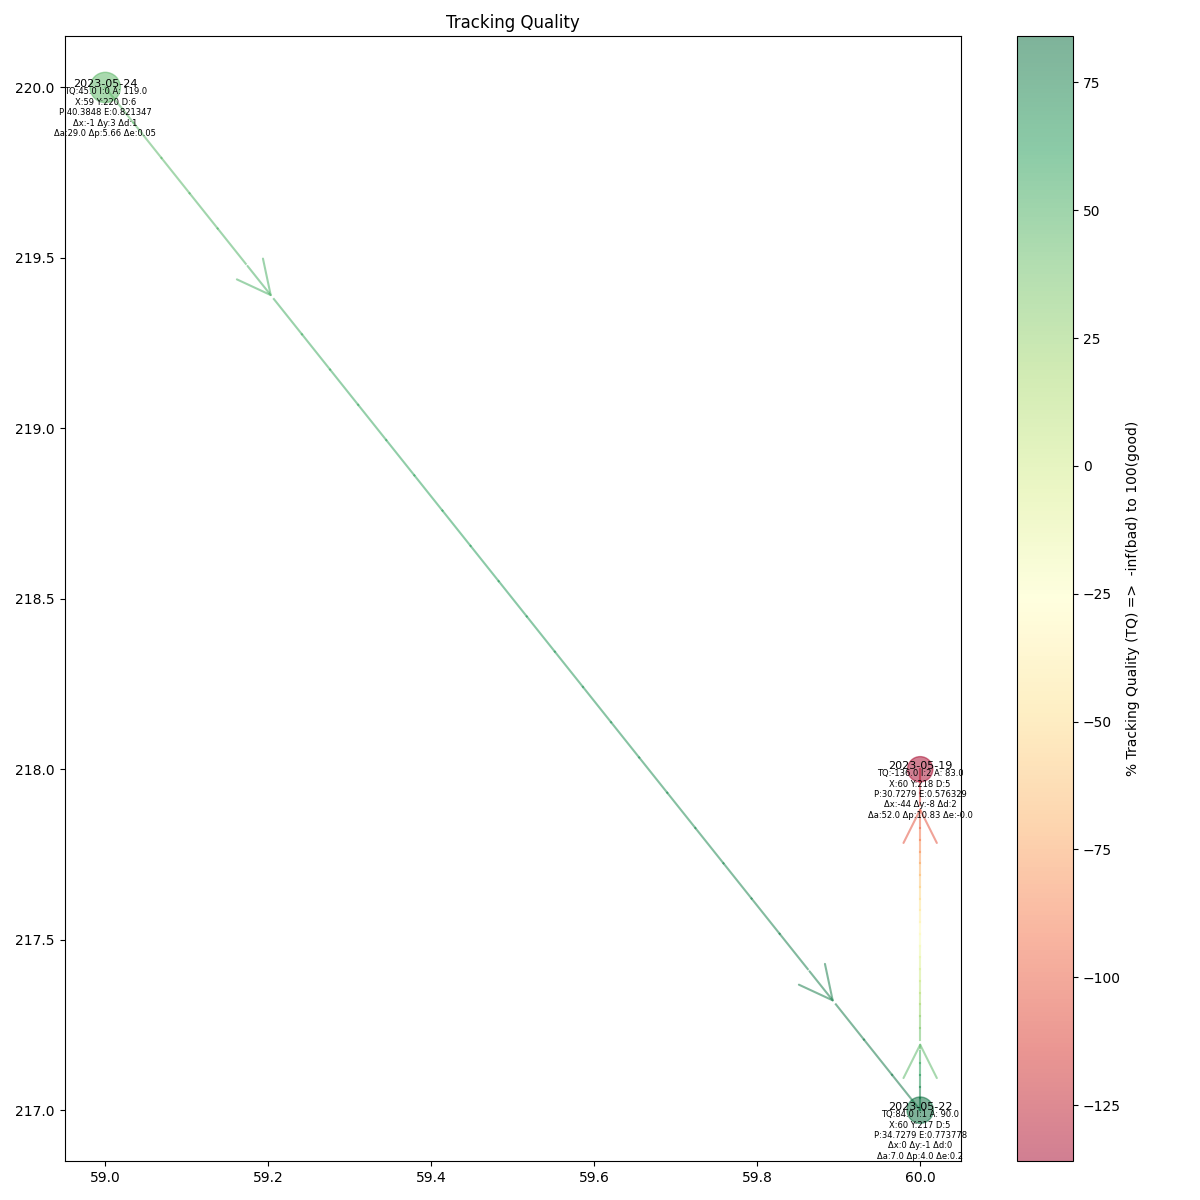 Tracking Quality
220.0
219.5
219.0
218.5
218.0
217.5
217.0
59.0 59.2 59.4 59.6 59.8 60.0
2023-05-24
TQ:45.0 I:0 A: 119.0
X:59 Y:220 D:6
P:40.3848 E:0.821347
Δx:-1 Δy:3 Δd:1
Δa:29.0 Δp:5.66 Δe:0.05
2023-05-19
TQ:-136.0 I:2 A: 83.0
X:60 Y:218 D:5
P:30.7279 E:0.576329
Δx:-44 Δy:-8 Δd:2
Δa:52.0 Δp:10.83 Δe:-0.0
2023-05-22
TQ:84.0 I:1 A: 90.0
X:60 Y:217 D:5
P:34.7279 E:0.773778
Δx:0 Δy:-1 Δd:0
Δa:7.0 Δp:4.0 Δe:0.2
75
50
25
0
−25
−50
−75
−100
−125
% Tracking Quality (TQ) => -inf(bad) to 100(good)